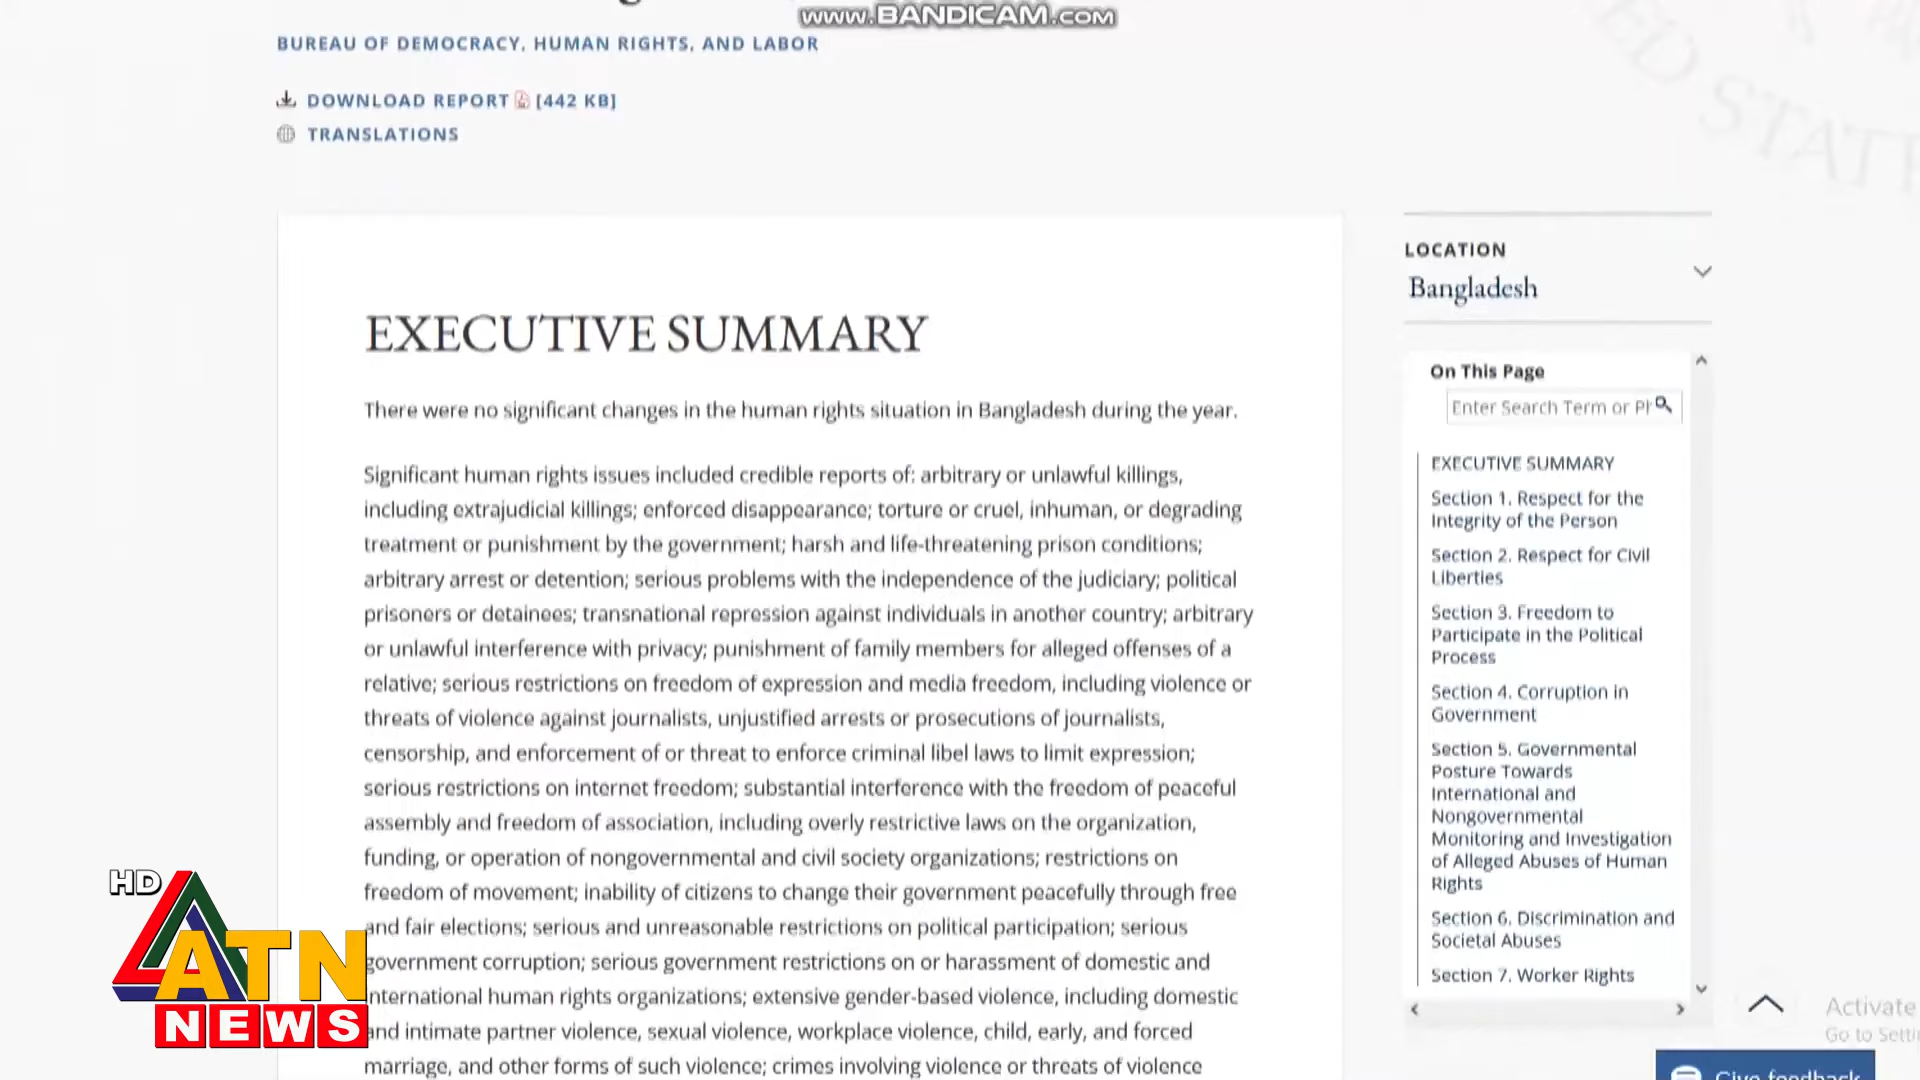 www.BANDICAM.com
BUREAU OF DEMOCRACY, HUMAN RIGHTS, AND LABOR
DOWNLOAD REPORT [442 KB]
TRANSLATIONS
EXECUTIVE SUMMARY
There were no significant changes in the human rights situation in Bangladesh during the year.
Significant human rights issues included credible reports of: arbitrary or unlawful killings,
including extrajudicial killings; enforced disappearance; torture or cruel, inhuman, or degrading
treatment or punishment by the government; harsh and life-threatening prison conditions;
arbitrary arrest or detention; serious problems with the independence of the judiciary; political
prisoners or detainees; transnational repression against individuals in another country; arbitrary
or unlawful interference with privacy; punishment of family members for alleged offenses of a
relative; serious restrictions on freedom of expression and media freedom, including violence or
threats of violence against journalists, unjustified arrests or prosecutions of journalists,
censorship, and enforcement of or threat to enforce criminal libel laws to limit expression;
serious restrictions on internet freedom; substantial interference with the freedom of peaceful
assembly and freedom of association, including overly restrictive laws on the organization,
funding, or operation of nongovernmental and civil society organizations; restrictions on
freedom of movement; inability of citizens to change their government peacefully through free
and fair elections; serious and unreasonable restrictions on political participation; serious
government corruption; serious government restrictions on or harassment of domestic and
international human rights organizations; extensive gender-based violence, including domestic
and intimate partner violence, sexual violence, workplace violence, child, early, and forced
marriage, and other forms of such violence; crimes involving violence or threats of violence
LOCATION
Bangladesh
On This Page
Enter Search Term or Ph
EXECUTIVE SUMMARY
Section 1. Respect for the
Integrity of the Person
Section 2. Respect for Civil
Liberties
Section 3. Freedom to
Participate in the Political
Process
Section 4. Corruption in
Government
Section 5. Governmental
Posture Towards
International and
Nongovernmental
Monitoring and Investigation
of Alleged Abuses of Human
Rights
Section 6. Discrimination and
Societal Abuses
Section 7. Worker Rights
Activate
Go to Setti
Give feedback
HD
ATN
NEWS